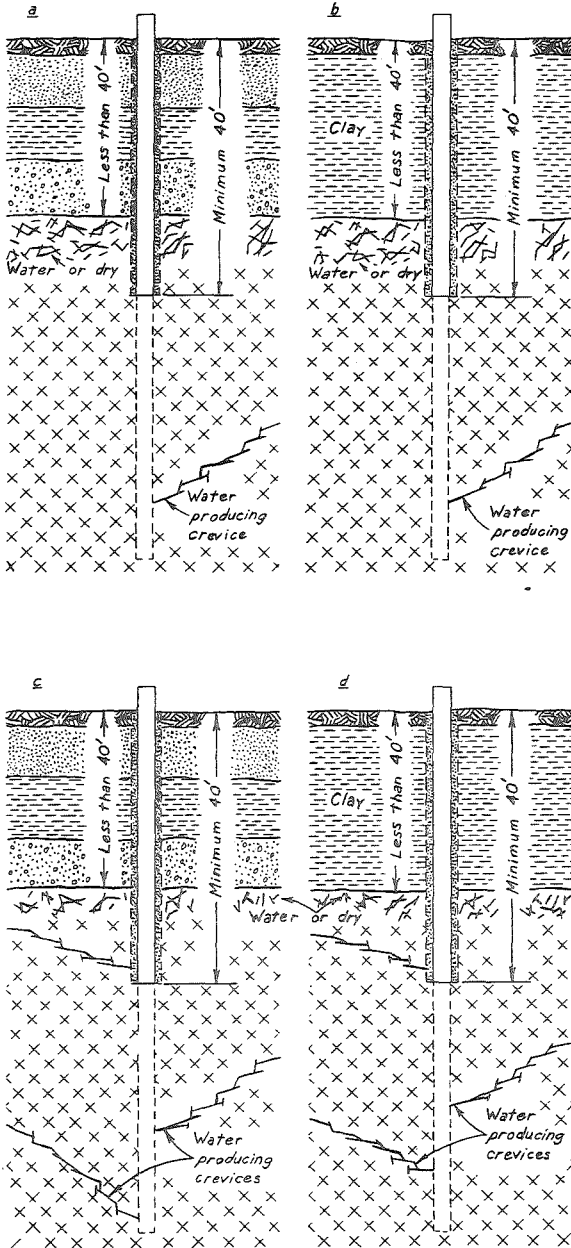 a
Less than 40'
Minimum 40'
Water or dry
Water
producing
crevice
b
Clay
Less than 40'
Minimum 40'
Water or dry
Water
producing
crevice
c
Less than 40'
Minimum 40'
Water or dry
Water
producing
crevices
d
Clay
Less than 40'
Minimum 40'
Water
producing
crevices